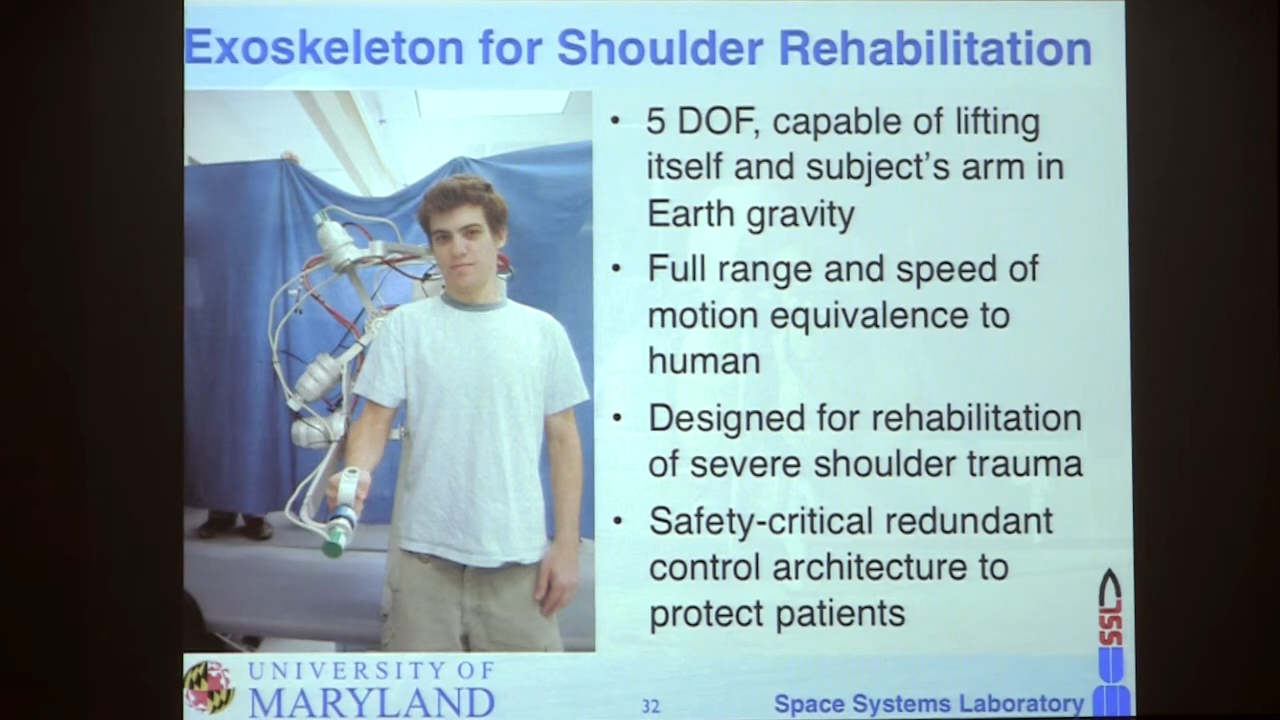 Exoskeleton for Shoulder Rehabilitation
• 5 DOF, capable of lifting
itself and subject's arm in
Earth gravity
• Full range and speed of
motion equivalence to
human
• Designed for rehabilitation
of severe shoulder trauma
• Safety-critical redundant
control architecture to
protect patients
SSL
UNIVERSITY OF
MARYLAND
32
Space Systems Laboratory